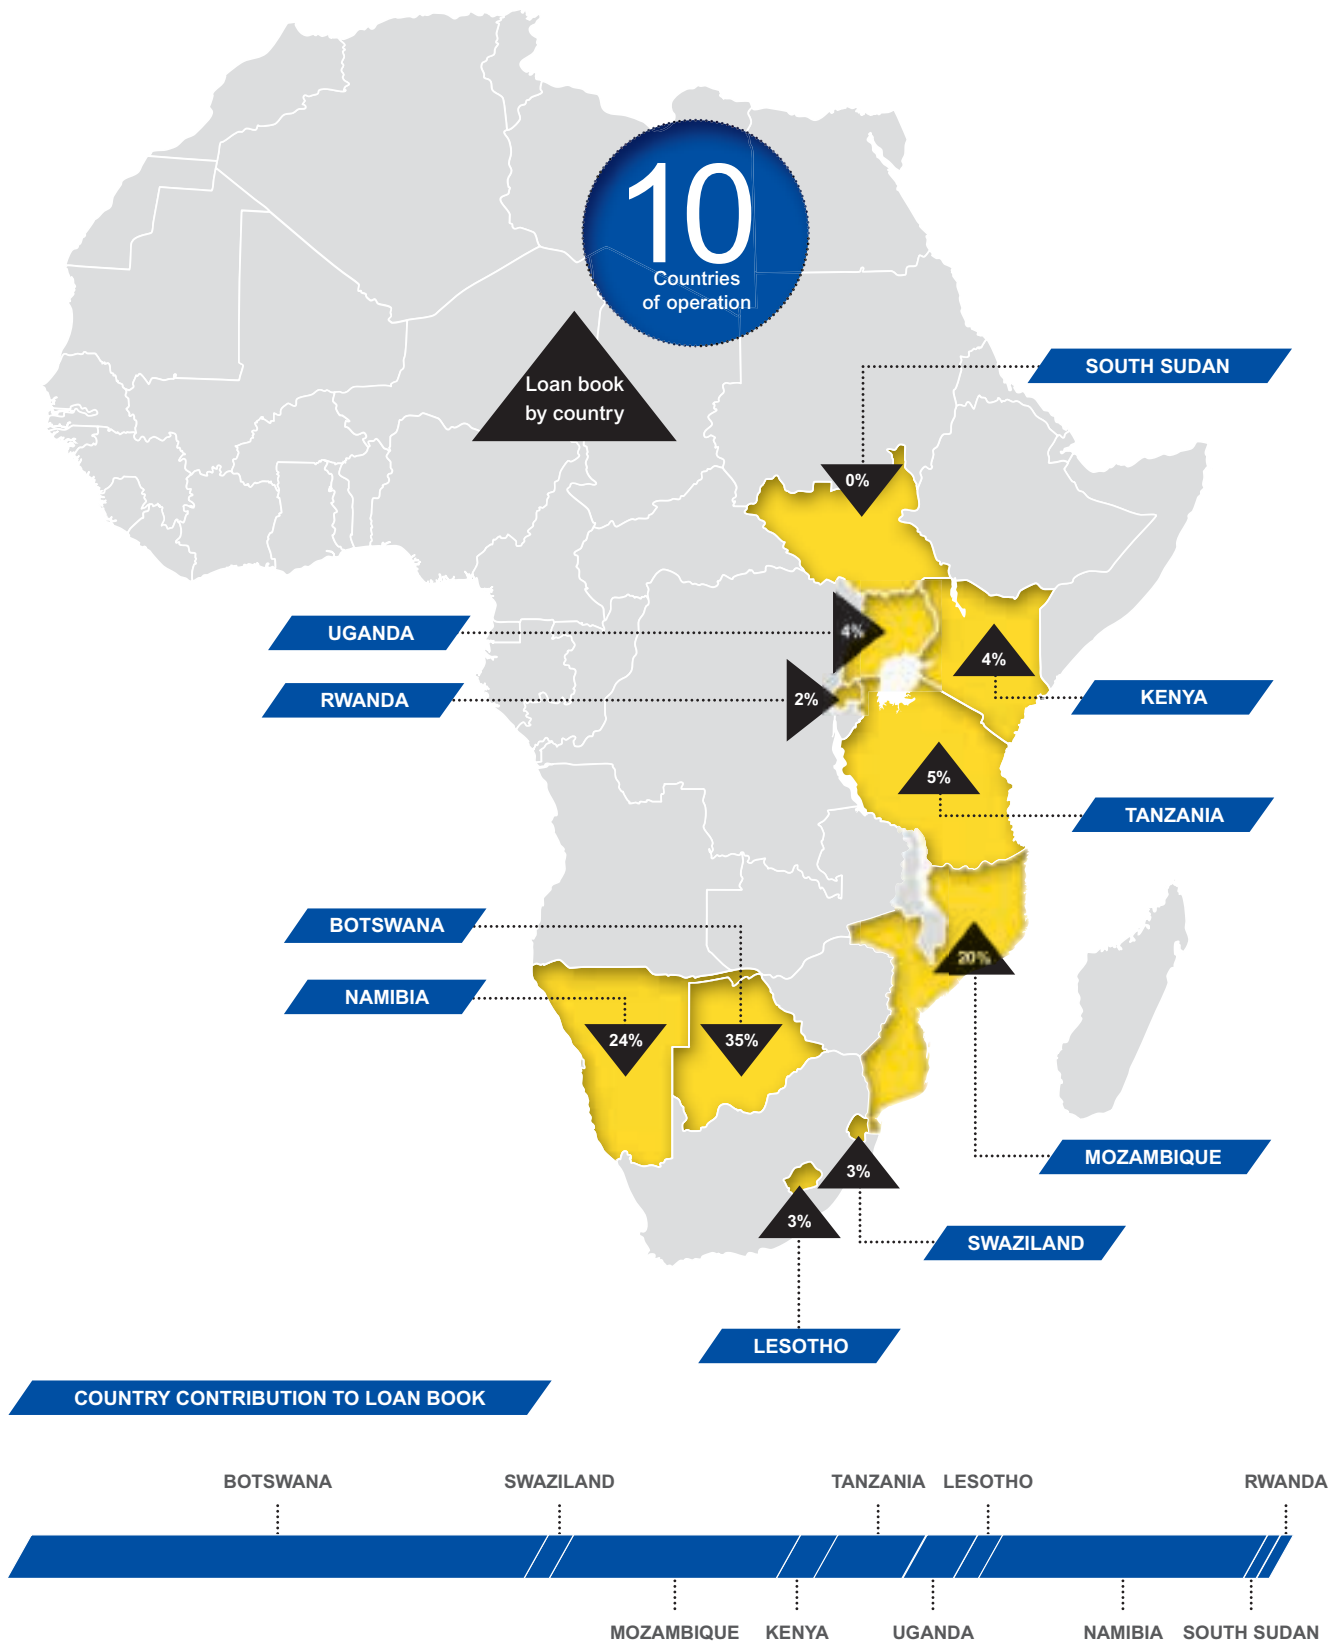 10
Countries
of operation
Loan book
by country
SOUTH SUDAN
0%
UGANDA
4%
4%
RWANDA
2%
KENYA
5%
TANZANIA
BOTSWANA
20%
NAMIBIA
24%
35%
MOZAMBIQUE
3%
3%
SWAZILAND
LESOTHO
COUNTRY CONTRIBUTION TO LOAN BOOK
BOTSWANA SWAZILAND TANZANIA LESOTHO RWANDA
MOZAMBIQUE KENYA UGANDA NAMIBIA SOUTH SUDAN